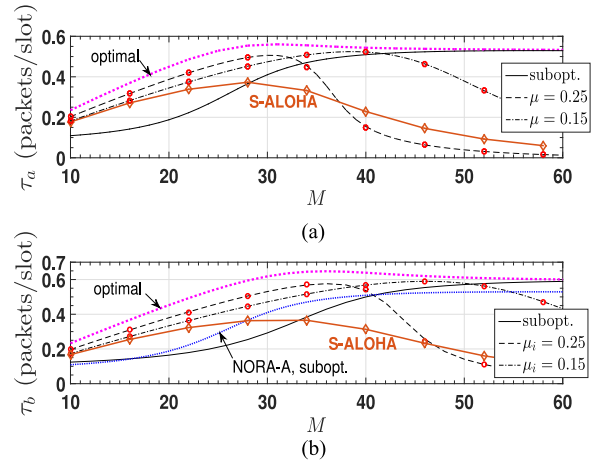 0.6
0.4
0.2
0
τₐ (packets/slot)
optimal
S-ALOHA
subopt.
μ = 0.25
μ = 0.15
10 20 30 40 50 60
M
(a)
0.7
0.6
0.4
0.2
0
τ_b (packets/slot)
optimal
S-ALOHA
NORA-A, subopt.
subopt.
μᵢ = 0.25
μᵢ = 0.15
10 20 30 40 50 60
M
(b)